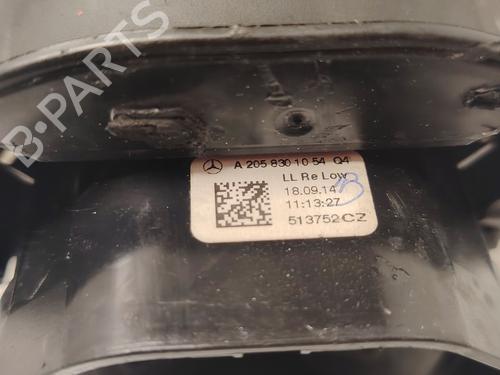 A 205 830 10 54 Q4
LL Re Low
18.09.14
11:13:27
513752CZ
B-PARTS